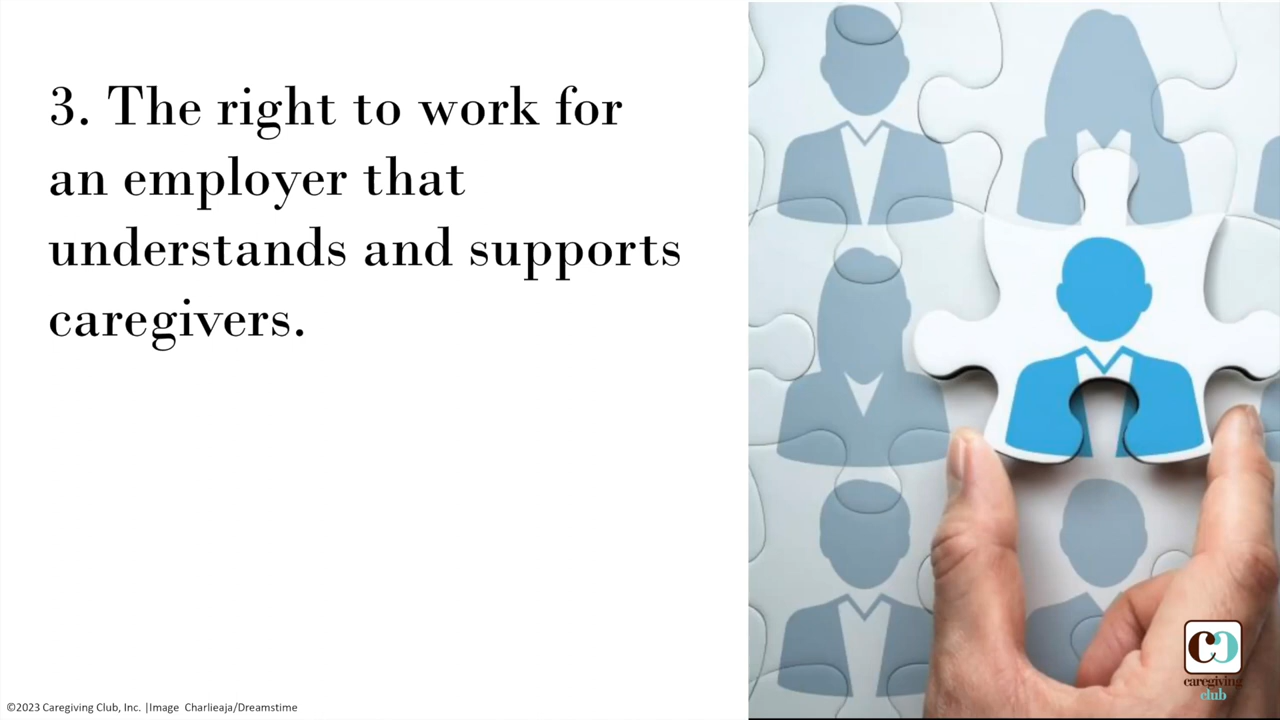 3. The right to work for
an employer that
understands and supports
caregivers.
©2023 Caregiving Club, Inc. |Image Charlieaja/Dreamstime
caregiving
club